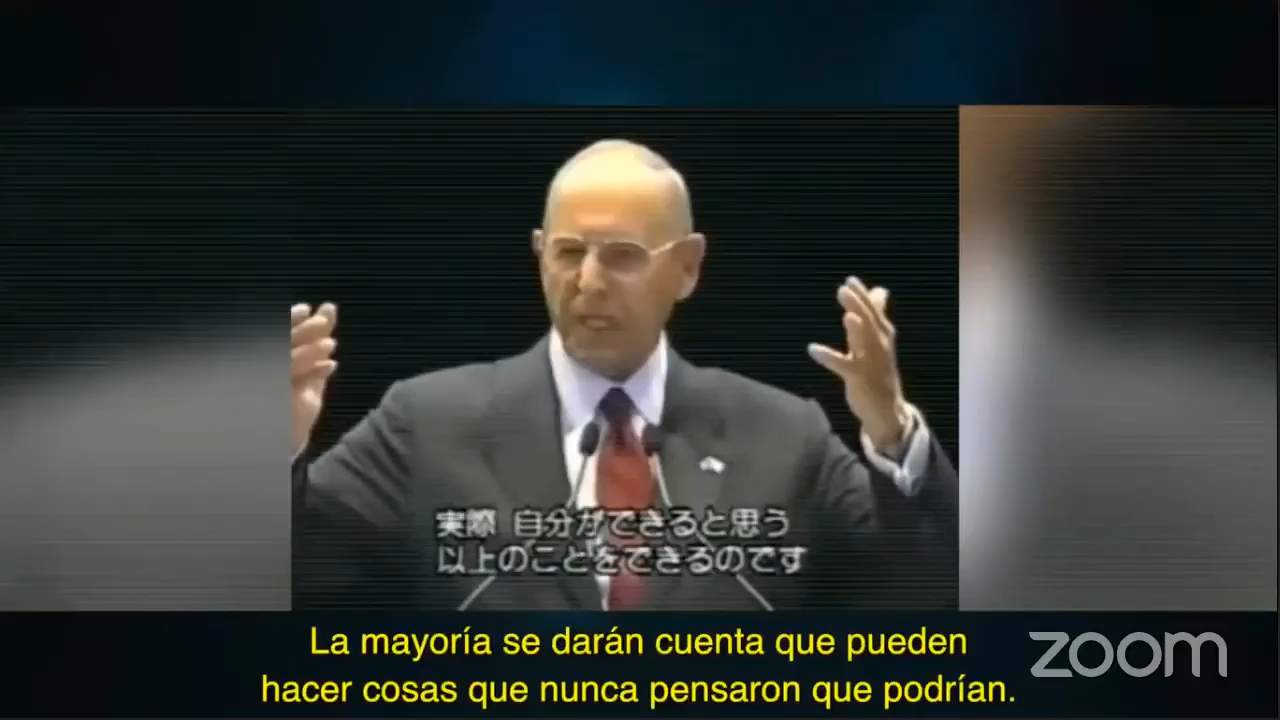 実際 自分ができると思う
以上のことをできるのです
La mayoría se darán cuenta que pueden
hacer cosas que nunca pensaron que podrían.
zoom